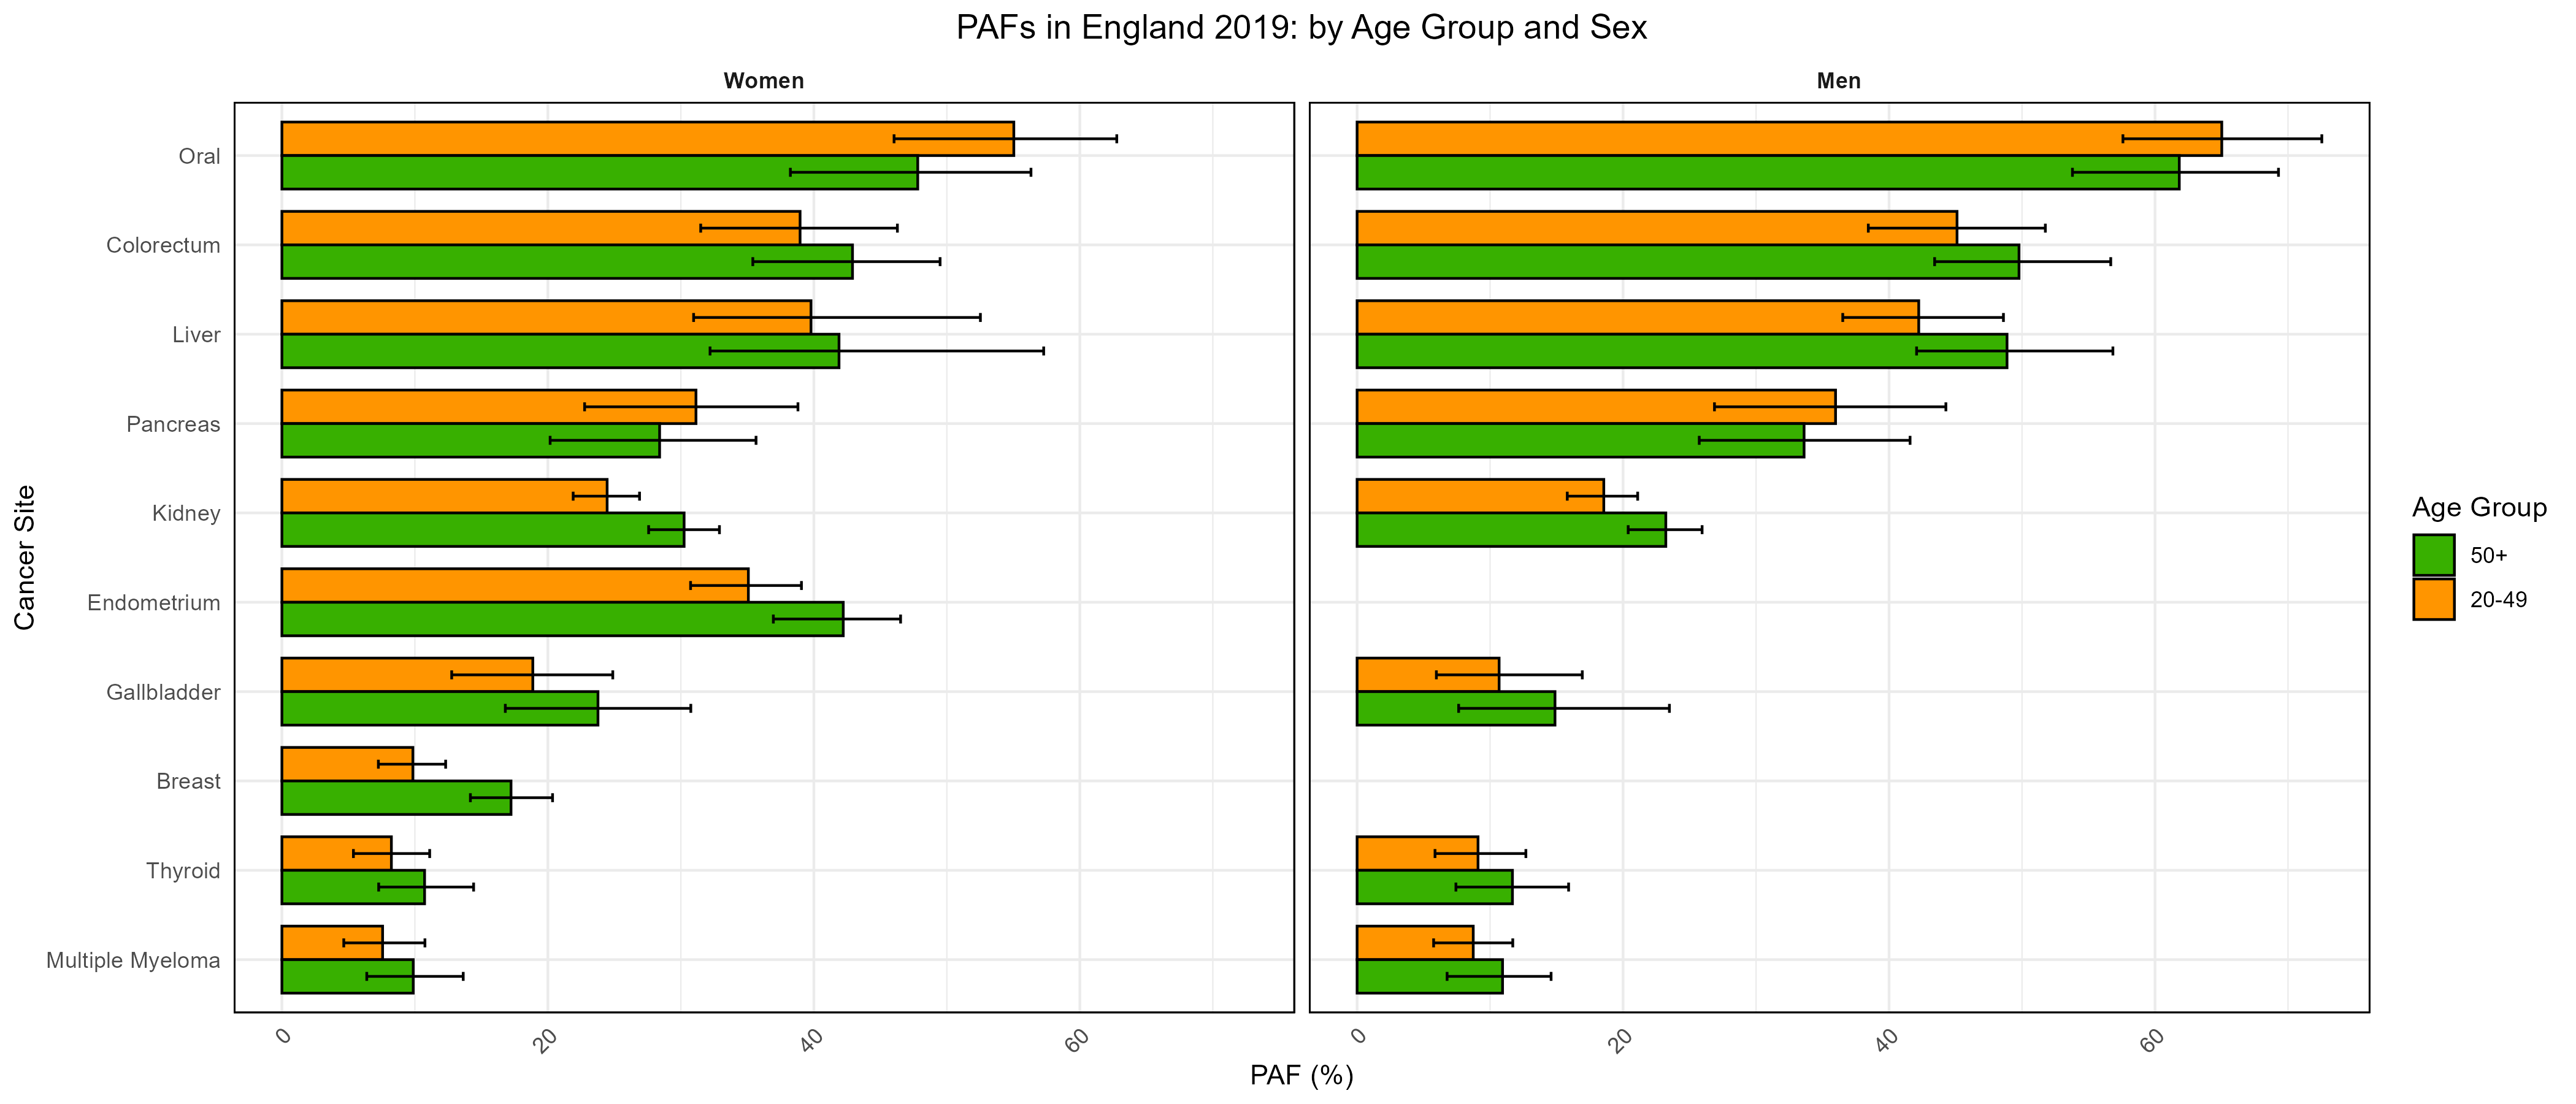 PAFs in England 2019: by Age Group and Sex
Women
Men
Cancer Site
Oral
Colorectum
Liver
Pancreas
Kidney
Endometrium
Gallbladder
Breast
Thyroid
Multiple Myeloma
0
20
40
60
0
20
40
60
PAF (%)
Age Group
50+
20-49